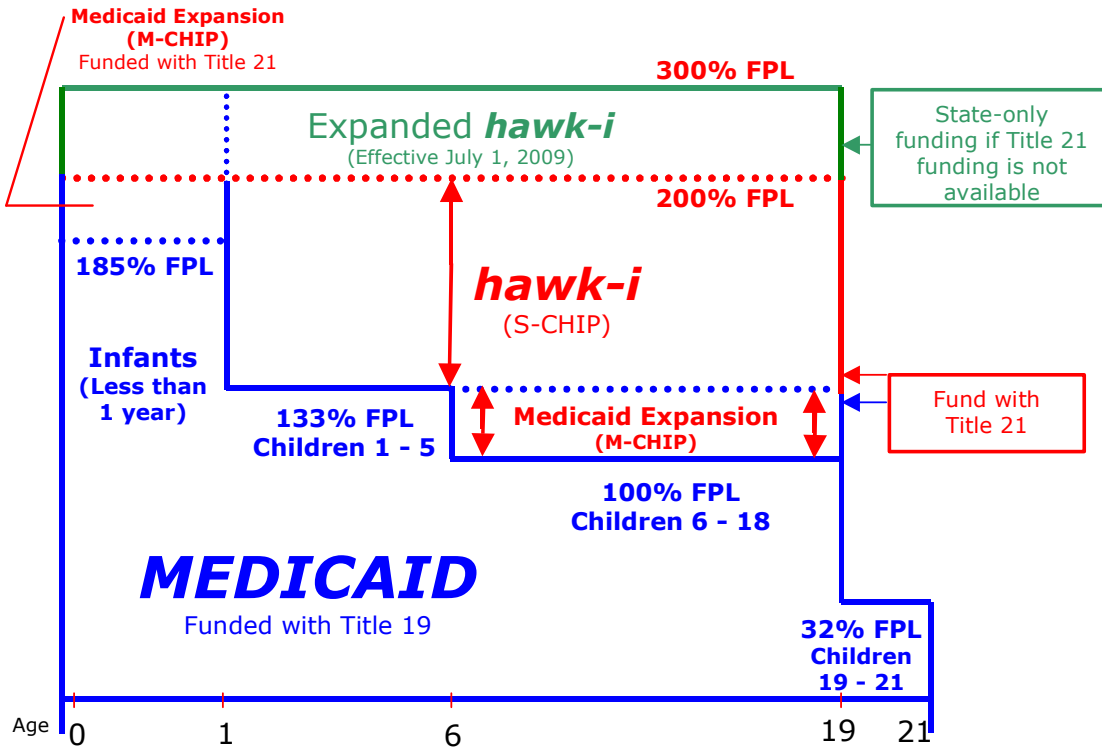 Medicaid Expansion
(M-CHIP)
Funded with Title 21
300% FPL
Expanded hawk-i
(Effective July 1, 2009)
State-only
funding if Title 21
funding is not
available
200% FPL
185% FPL
hawk-i
(S-CHIP)
Infants
(Less than
1 year)
133% FPL
Children 1 - 5
Medicaid Expansion
(M-CHIP)
Fund with
Title 21
100% FPL
Children 6 - 18
MEDICAID
Funded with Title 19
32% FPL
Children
19 - 21
Age 0 1 6 19 21